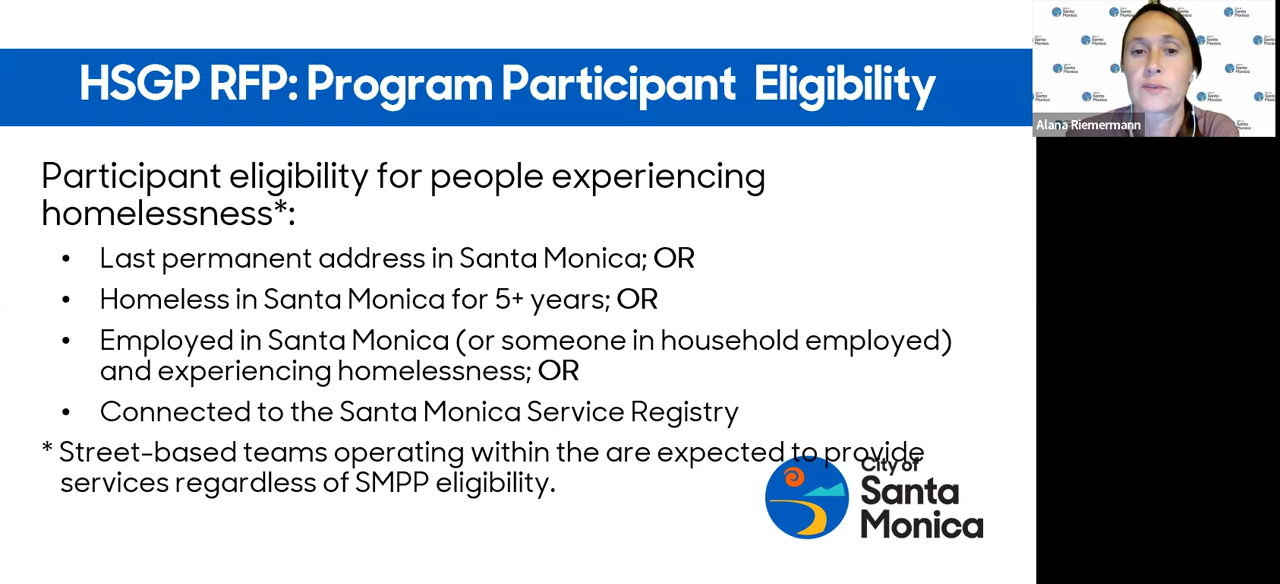 HSGP RFP: Program Participant Eligibility
Participant eligibility for people experiencing
homelessness*:
• Last permanent address in Santa Monica; OR
• Homeless in Santa Monica for 5+ years; OR
• Employed in Santa Monica (or someone in household employed)
and experiencing homelessness; OR
• Connected to the Santa Monica Service Registry
* Street-based teams operating within the are expected to provide
services regardless of SMPP eligibility.
City of
Santa
Monica
Alana Riemermann
Santa
Monica